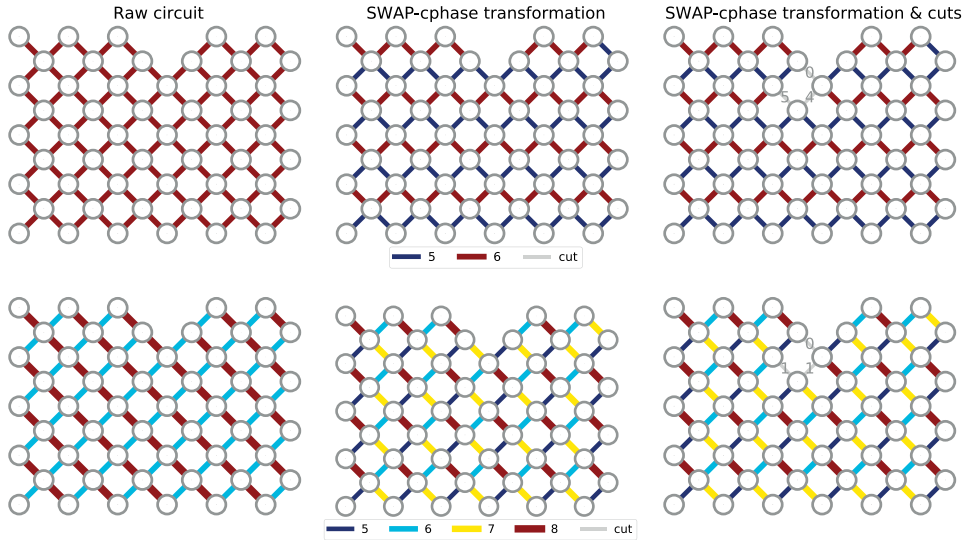 Raw circuit
SWAP-cphase transformation
SWAP-cphase transformation & cuts
0
5 4
5 6 cut
0
1 1
5 6 7 8 cut